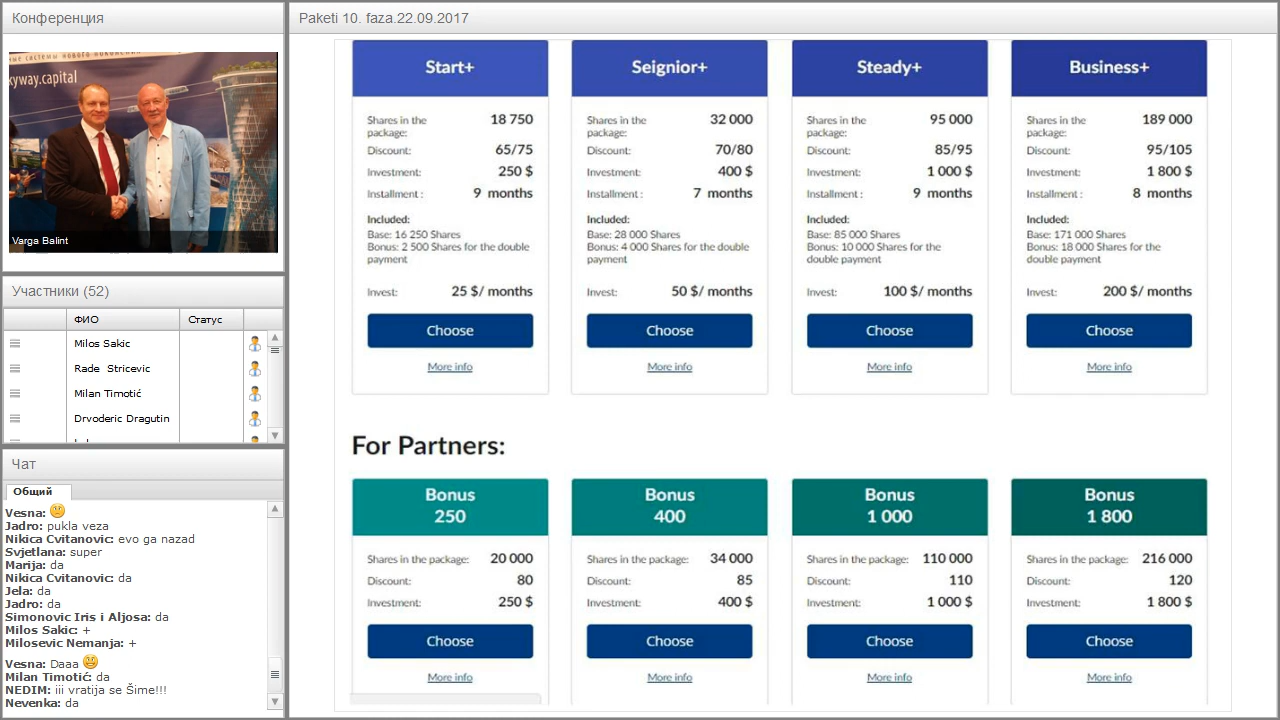 Конференция
kyway.capital
Varga Balint
Участники (52)
ФИО
Статус
Milos Sakic
Rade Stricevic
Milan Timotić
Drvoderic Dragutin
Чат
Общий
Vesna:
Jadro: pukla veza
Nikica Cvitanovic: evo ga nazad
Svjetlana: super
Marija: da
Nikica Cvitanovic: da
Jela: da
Jadro: da
Simonovic Iris i Aljosa: da
Milos Sakic: +
Milosevic Nemanja: +
Vesna: Daaa
Milan Timotić: da
NEDIM: iii vratija se Šime!!!
Nevenka: da
Paketi 10. faza.22.09.2017
Start+
Shares in the package: 18 750
Discount: 65/75
Investment: 250 $
Installment : 9 months
Included:
Base: 16 250 Shares
Bonus: 2 500 Shares for the double
payment
Invest: 25 $/ months
Choose
More info
Seignior+
Shares in the package: 32 000
Discount: 70/80
Investment: 400 $
Installment : 7 months
Included:
Base: 28 000 Shares
Bonus: 4 000 Shares for the double
payment
Invest: 50 $/ months
Choose
More info
Steady+
Shares in the package: 95 000
Discount: 85/95
Investment: 1 000 $
Installment : 9 months
Included:
Base: 85 000 Shares
Bonus: 10 000 Shares for the
double payment
Invest: 100 $/ months
Choose
More info
Business+
Shares in the package: 189 000
Discount: 95/105
Investment: 1 800 $
Installment : 8 months
Included:
Base: 171 000 Shares
Bonus: 18 000 Shares for the
double payment
Invest: 200 $/ months
Choose
More info
For Partners:
Bonus
250
Shares in the package: 20 000
Discount: 80
Investment: 250 $
Choose
More info
Bonus
400
Shares in the package: 34 000
Discount: 85
Investment: 400 $
Choose
More info
Bonus
1 000
Shares in the package: 110 000
Discount: 110
Investment: 1 000 $
Choose
More info
Bonus
1 800
Shares in the package: 216 000
Discount: 120
Investment: 1 800 $
Choose
More info